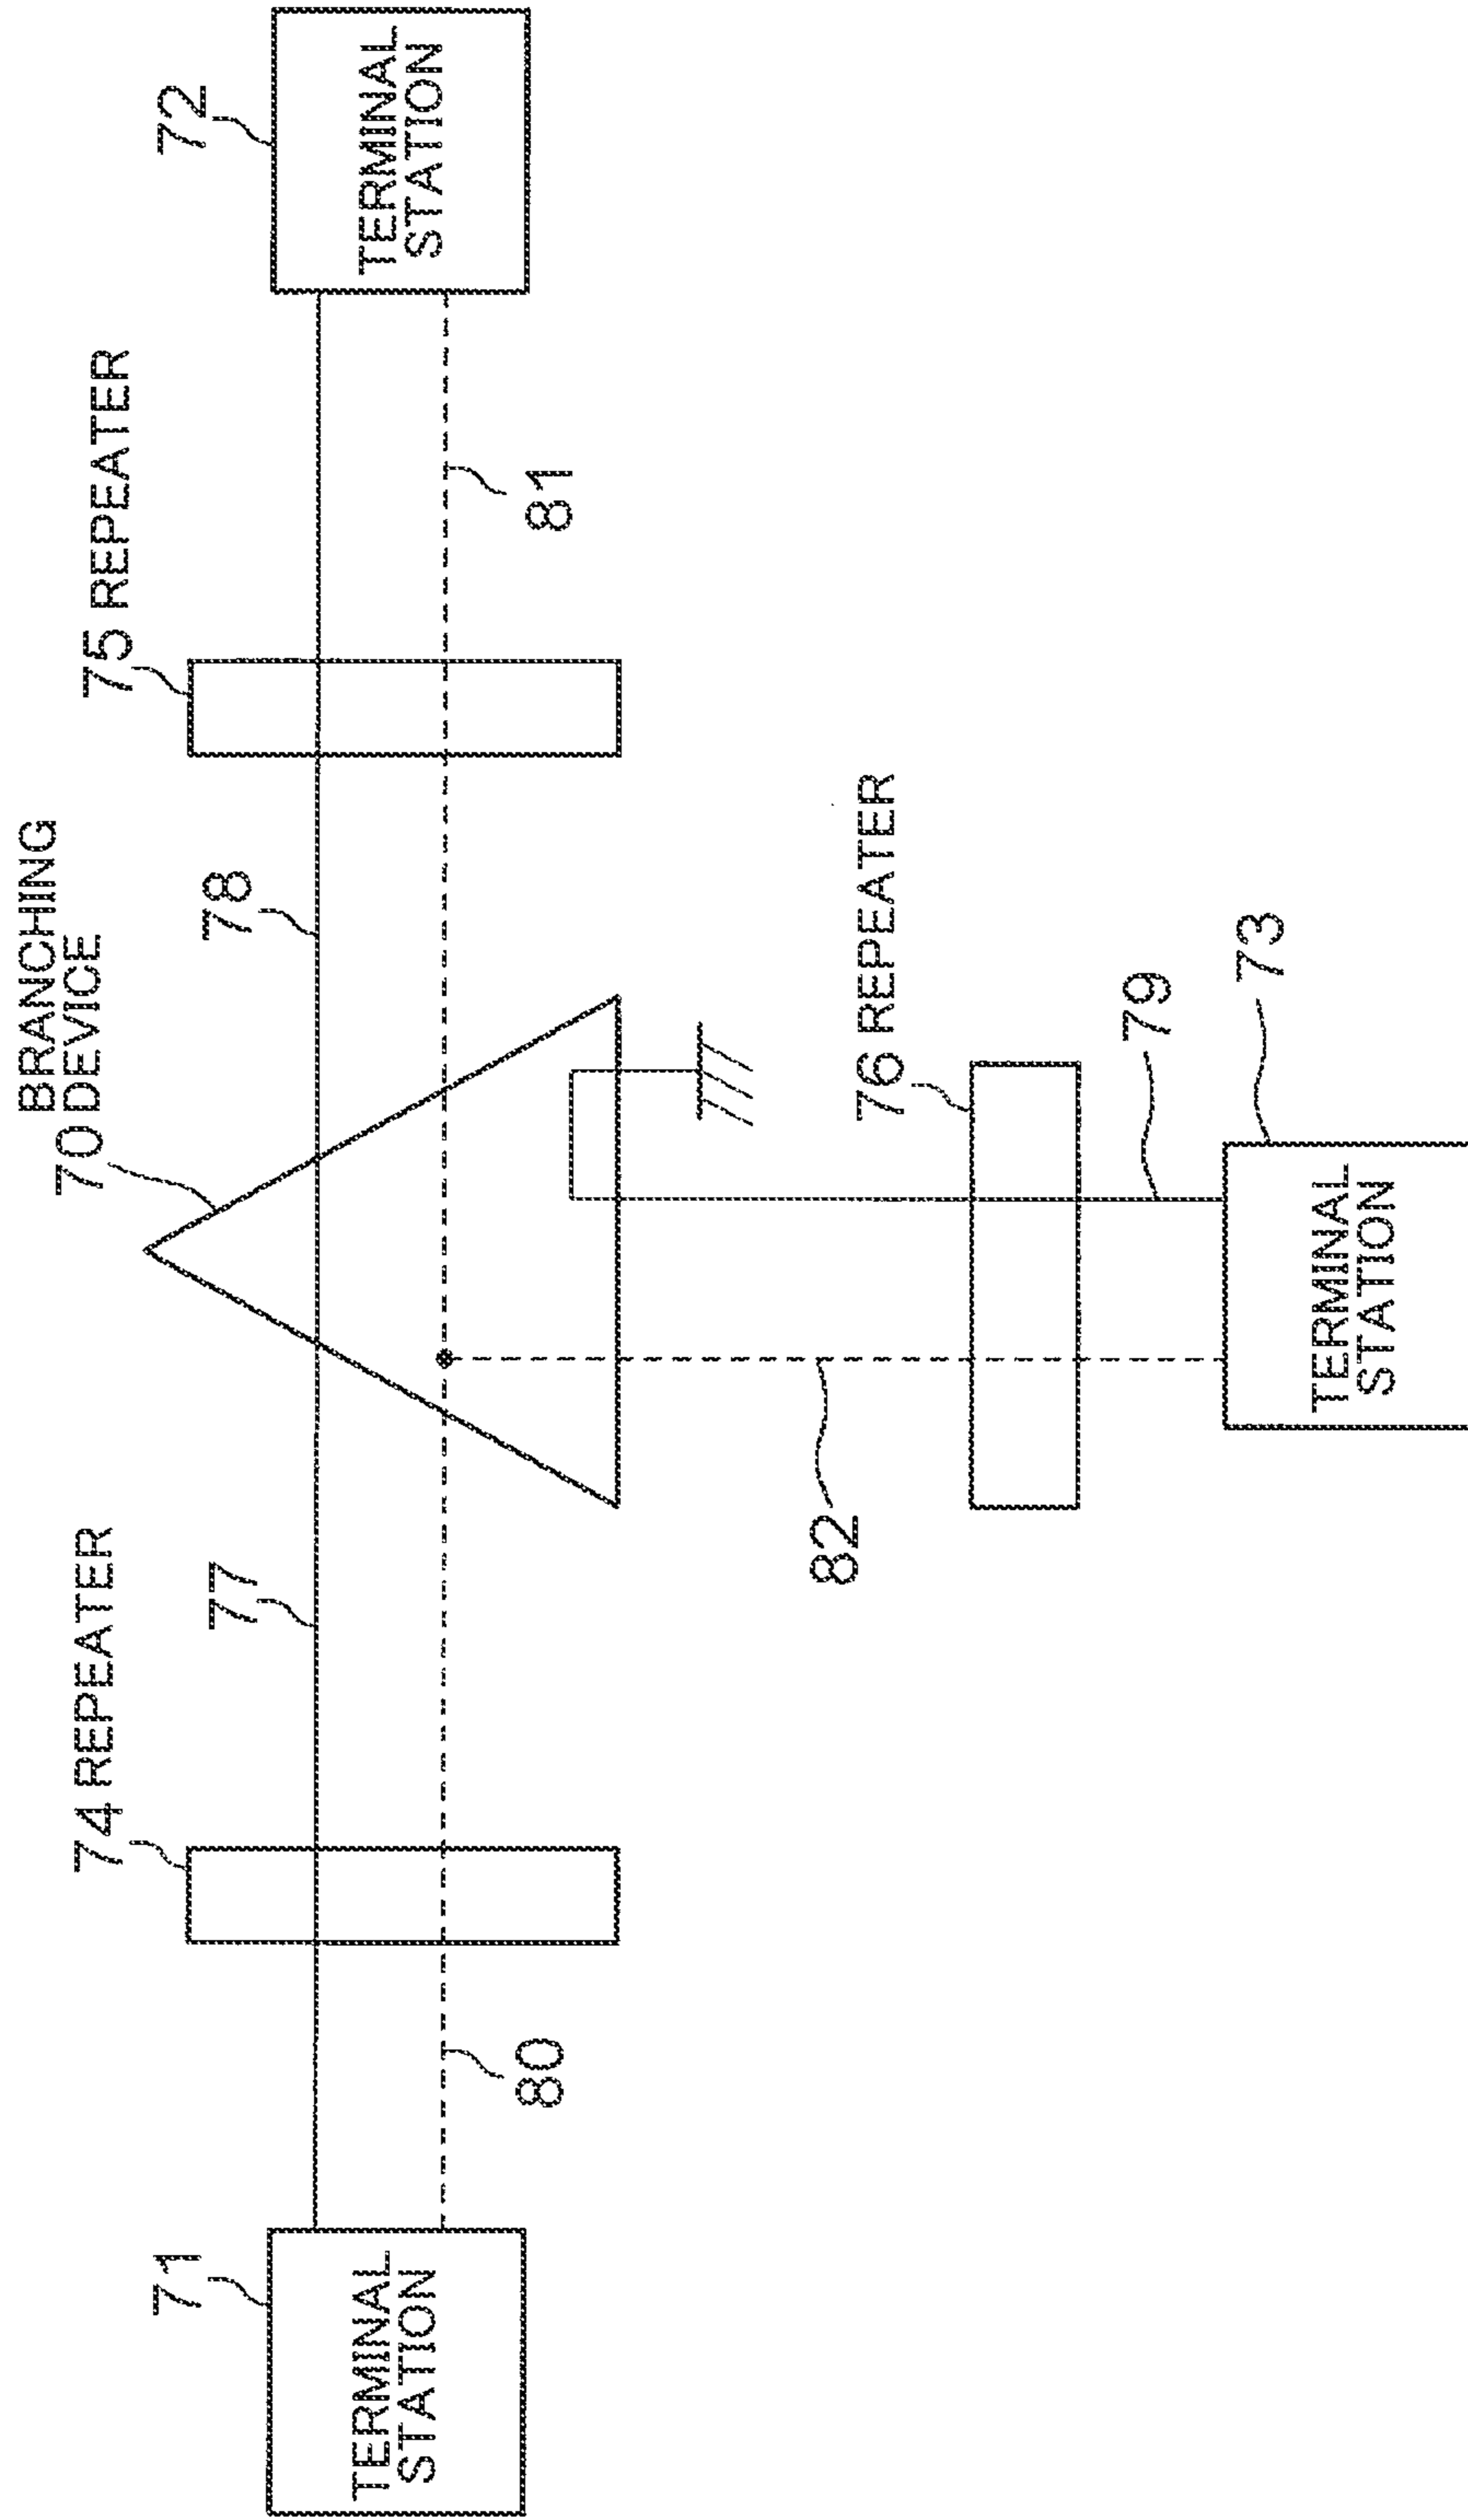 BRANCHING
70 DEVICE
74 REPEATER
75 REPEATER
77
78
71
72
TERMINAL
STATION
TERMINAL
STATION
80
81
82
76 REPEATER
79
73
TERMINAL
STATION